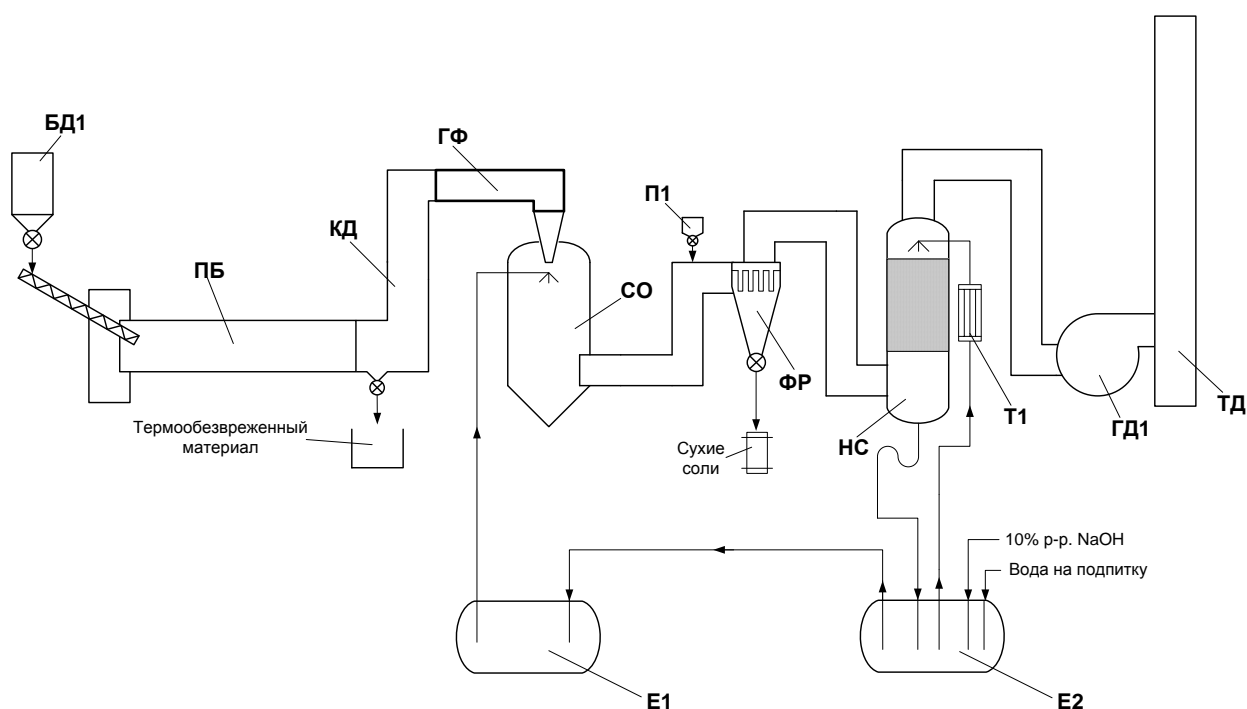 БД1
ГФ
П1
КД
ПБ
СО
ФР
Т1
ТД
ГД1
НС
Термообезвреженный
материал
Сухие
соли
10% р-р. NaOH
Вода на подпитку
Е1
Е2